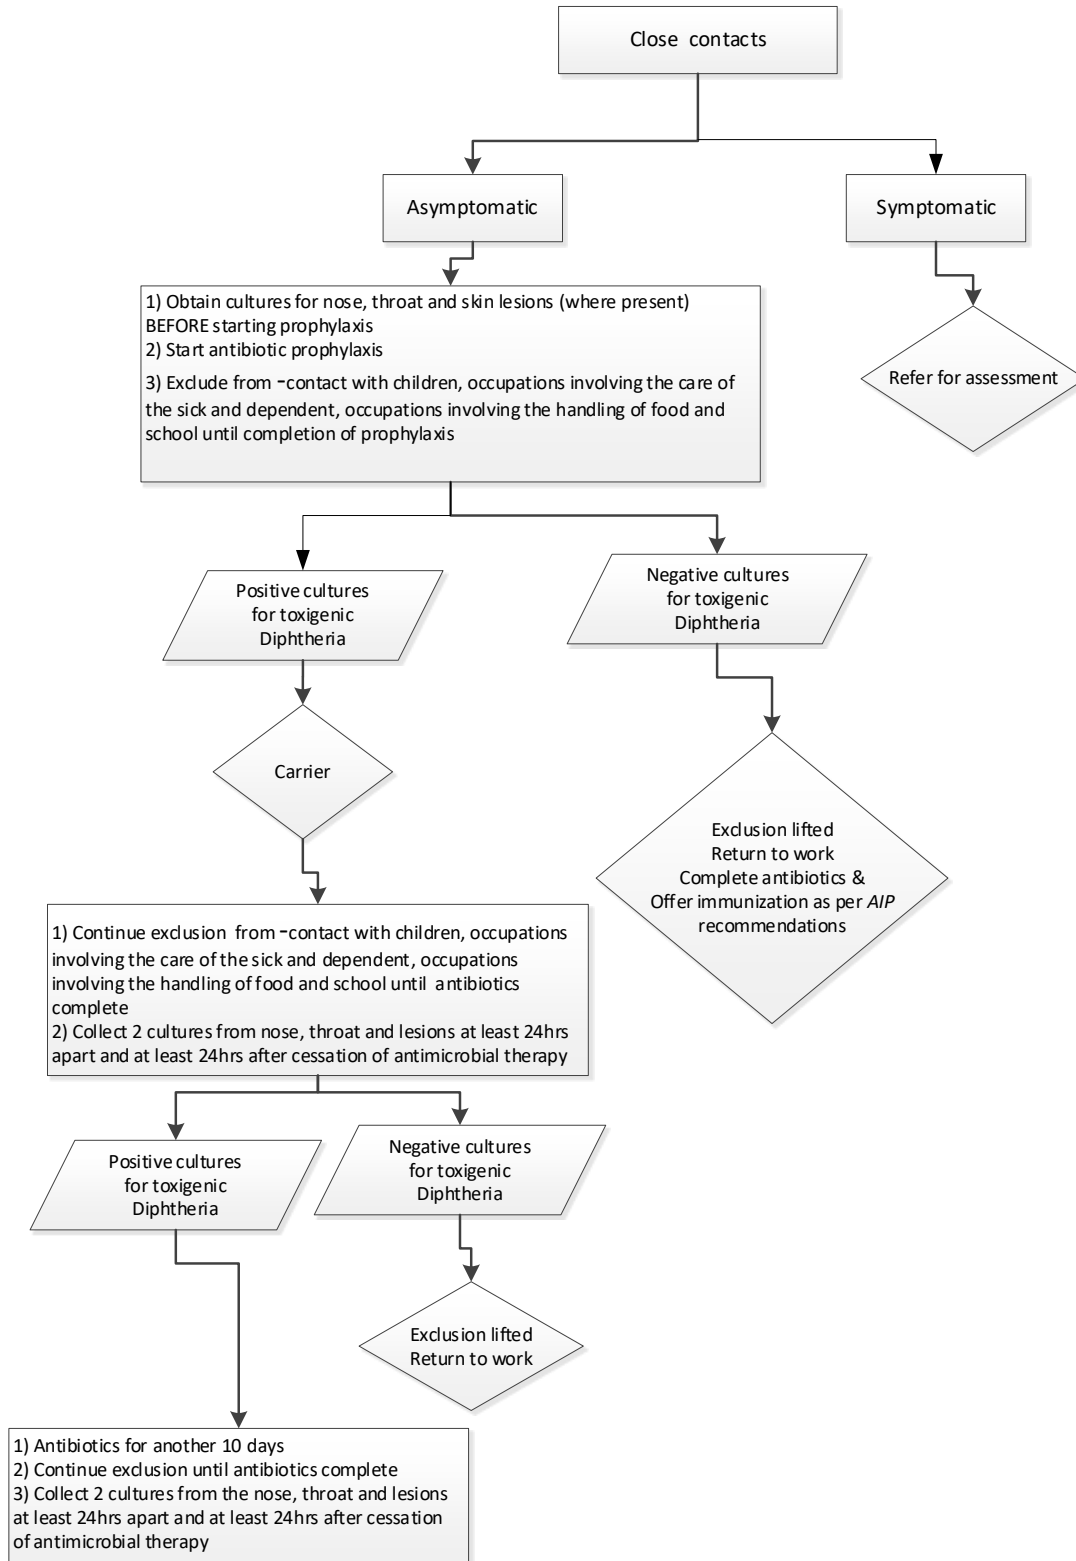 Close contacts
Asymptomatic
Symptomatic
1) Obtain cultures for nose, throat and skin lesions (where present)
BEFORE starting prophylaxis
2) Start antibiotic prophylaxis
3) Exclude from -contact with children, occupations involving the care of
the sick and dependent, occupations involving the handling of food and
school until completion of prophylaxis
Refer for assessment
Positive cultures
for toxigenic
Diphtheria
Negative cultures
for toxigenic
Diphtheria
Carrier
Exclusion lifted
Return to work
Complete antibiotics &
Offer immunization as per AIP
recommendations
1) Continue exclusion from -contact with children, occupations
involving the care of the sick and dependent, occupations
involving the handling of food and school until antibiotics
complete
2) Collect 2 cultures from nose, throat and lesions at least 24hrs
apart and at least 24hrs after cessation of antimicrobial therapy
Positive cultures
for toxigenic
Diphtheria
Negative cultures
for toxigenic
Diphtheria
Exclusion lifted
Return to work
1) Antibiotics for another 10 days
2) Continue exclusion until antibiotics complete
3) Collect 2 cultures from the nose, throat and lesions
at least 24hrs apart and at least 24hrs after cessation
of antimicrobial therapy